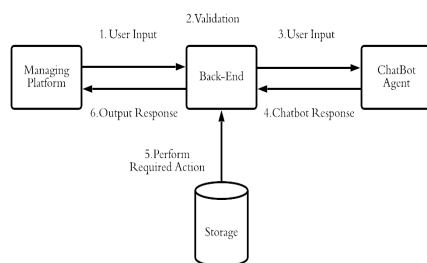 2.Validation
1.User Input
3.User Input
Managing
Platform
Back-End
ChatBot
Agent
6.Output Response
4.Chatbot Response
5.Perform
Required Action
Storage